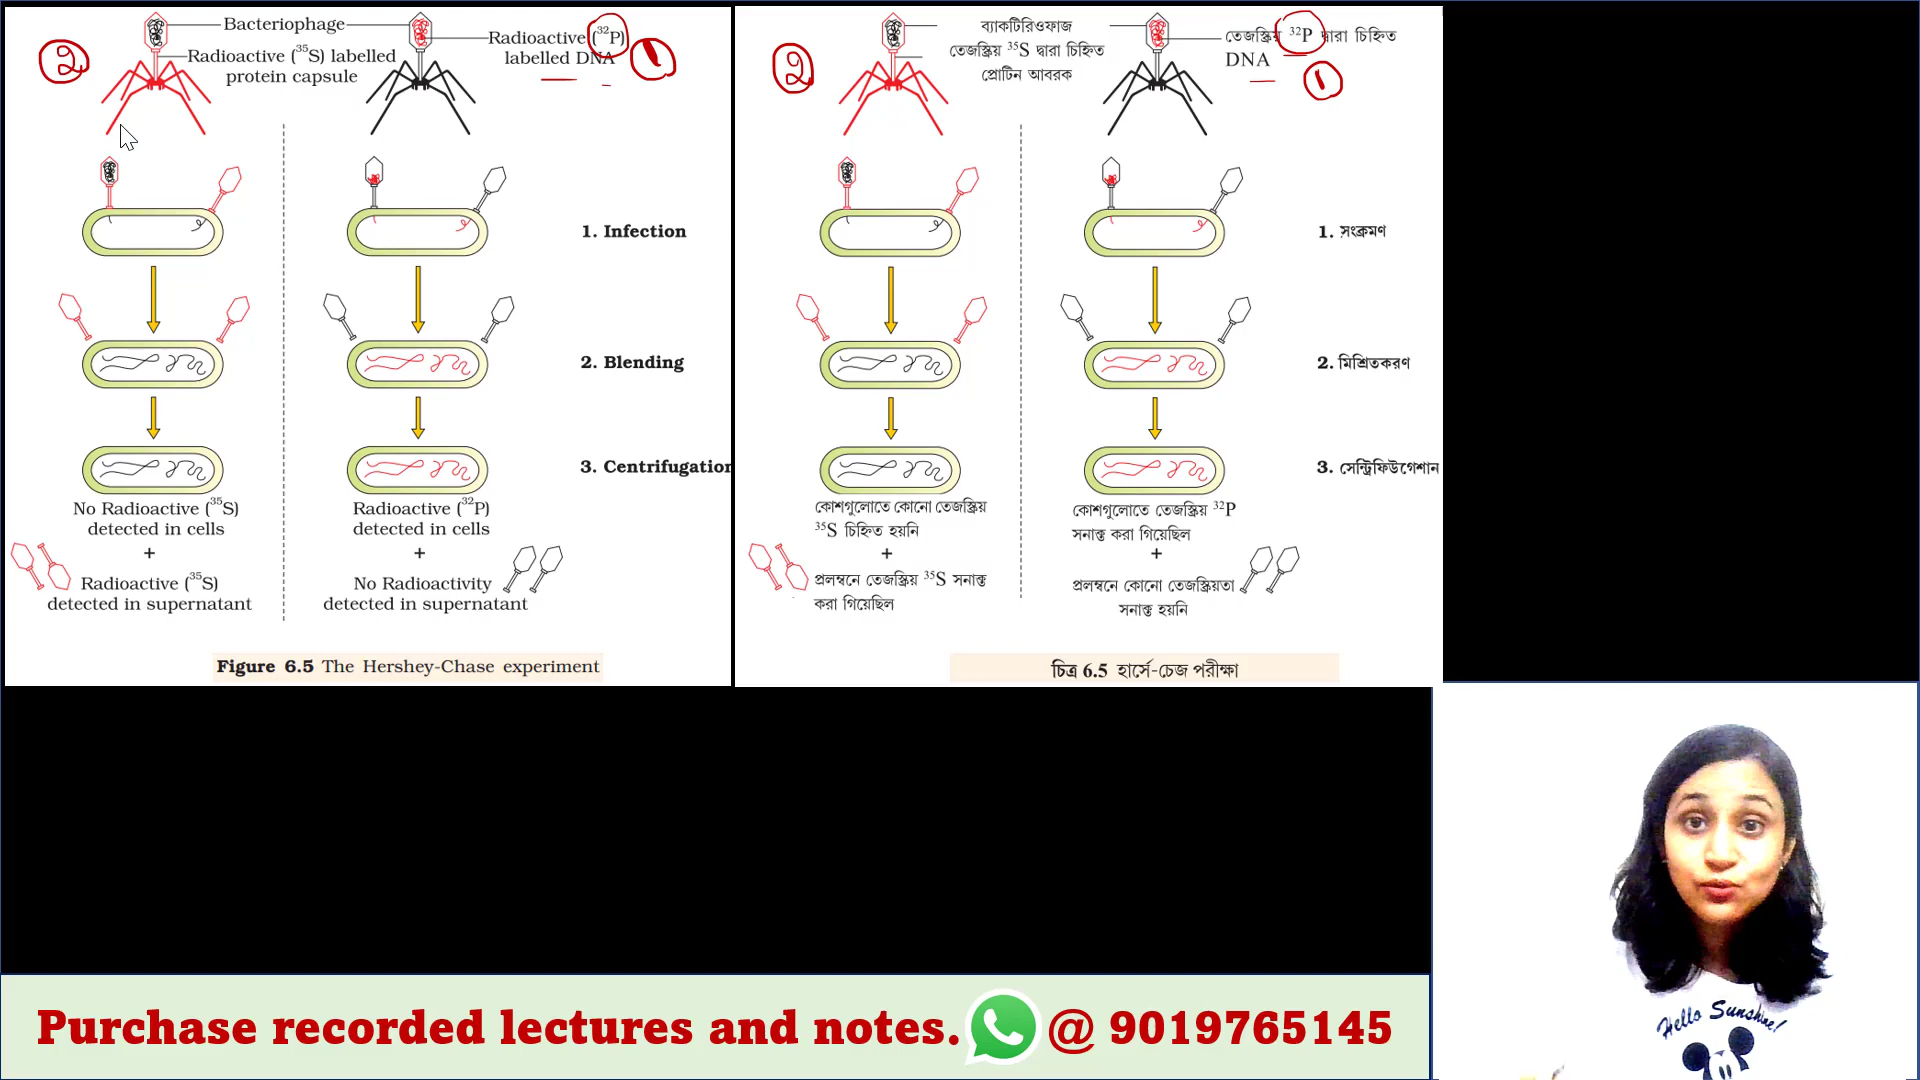 Bacteriophage
Radioactive (³⁵S) labelled
protein capsule
Radioactive (³²P)
labelled DNA
2
1
1. Infection
2. Blending
3. Centrifugation
No Radioactive (³⁵S)
detected in cells
+
Radioactive (³⁵S)
detected in supernatant
Radioactive (³²P)
detected in cells
+
No Radioactivity
detected in supernatant
Figure 6.5 The Hershey-Chase experiment
ব্যাকটিরিওফাজ
তেজস্ক্রিয় ³⁵S দ্বারা চিহ্নিত
প্রোটিন আবরক
তেজস্ক্রিয় ³²P দ্বারা চিহ্নিত
DNA
2
1
1. সংক্রমণ
2. মিশ্রিতকরণ
3. সেন্ট্রিফিউগেশান
কোশগুলোতে কোনো তেজস্ক্রিয়
³⁵S চিহ্নিত হয়নি
+
প্রলম্বনে তেজস্ক্রিয় ³⁵S সনাক্ত
করা গিয়েছিল
কোশগুলোতে তেজস্ক্রিয় ³²P
সনাক্ত করা গিয়েছিল
+
প্রলম্বনে কোনো তেজস্ক্রিয়তা
সনাক্ত হয়নি
চিত্র 6.5 হার্সে-চেজ পরীক্ষা
Purchase recorded lectures and notes. @ 9019765145
Hello Sunshine!